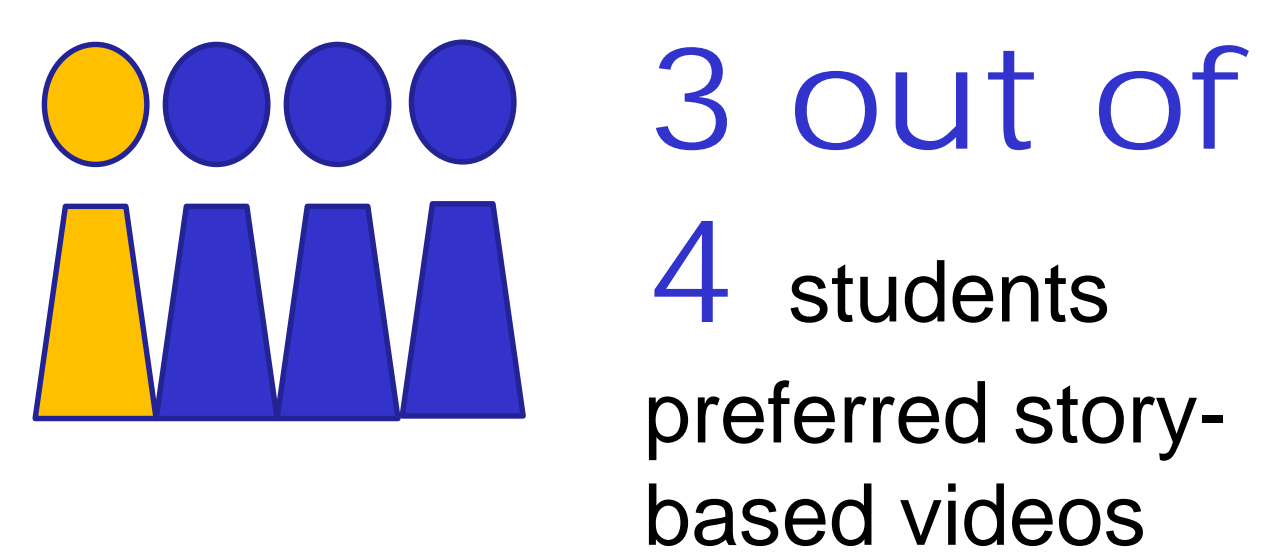 3 out of
4 students
preferred story-
based videos